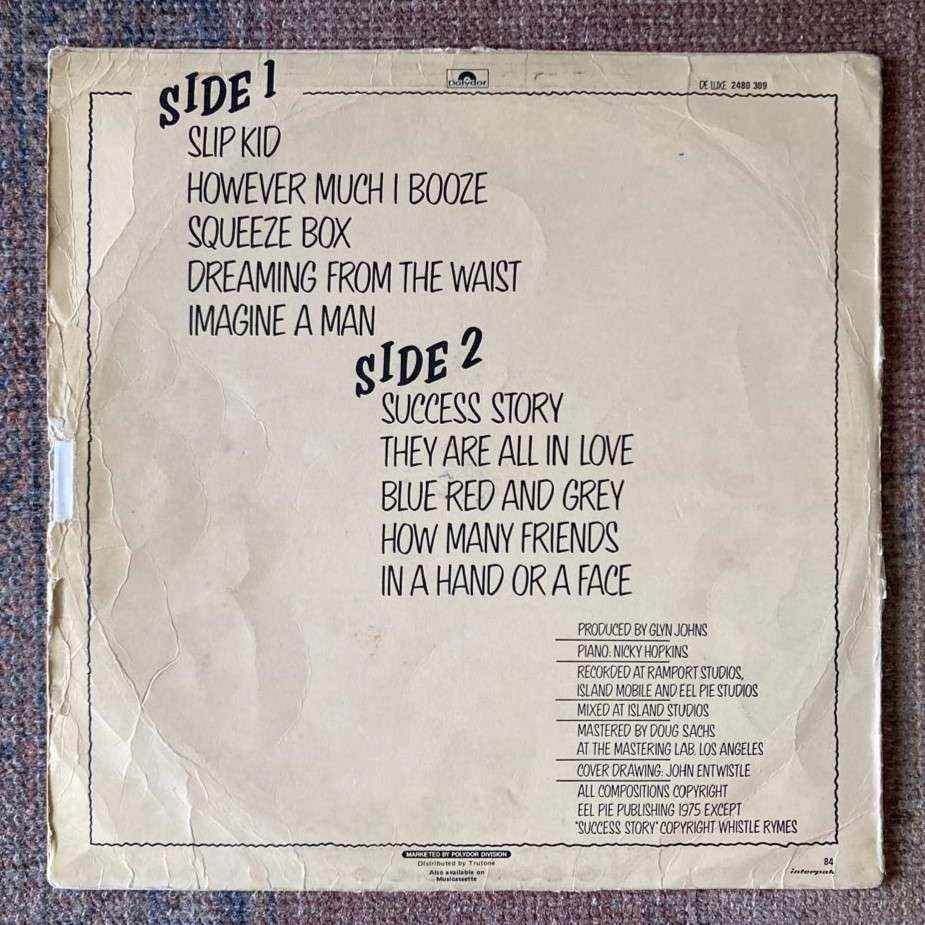 Polydor
DE LUXE 2480 309
SIDE 1
SLIP KID
HOWEVER MUCH I BOOZE
SQUEEZE BOX
DREAMING FROM THE WAIST
IMAGINE A MAN
SIDE 2
SUCCESS STORY
THEY ARE ALL IN LOVE
BLUE RED AND GREY
HOW MANY FRIENDS
IN A HAND OR A FACE
PRODUCED BY GLYN JOHNS
PIANO: NICKY HOPKINS
RECORDED AT RAMPORT STUDIOS,
ISLAND MOBILE AND EEL PIE STUDIOS
MIXED AT ISLAND STUDIOS
MASTERED BY DOUG SACHS
AT THE MASTERING LAB, LOS ANGELES
COVER DRAWING: JOHN ENTWISTLE
ALL COMPOSITIONS COPYRIGHT
EEL PIE PUBLISHING 1975 EXCEPT
"SUCCESS STORY" COPYRIGHT WHISTLE RYMES
MARKETED BY POLYDOR DIVISION
Distributed by Trutone
Also available on
Musicassette
84
interpak